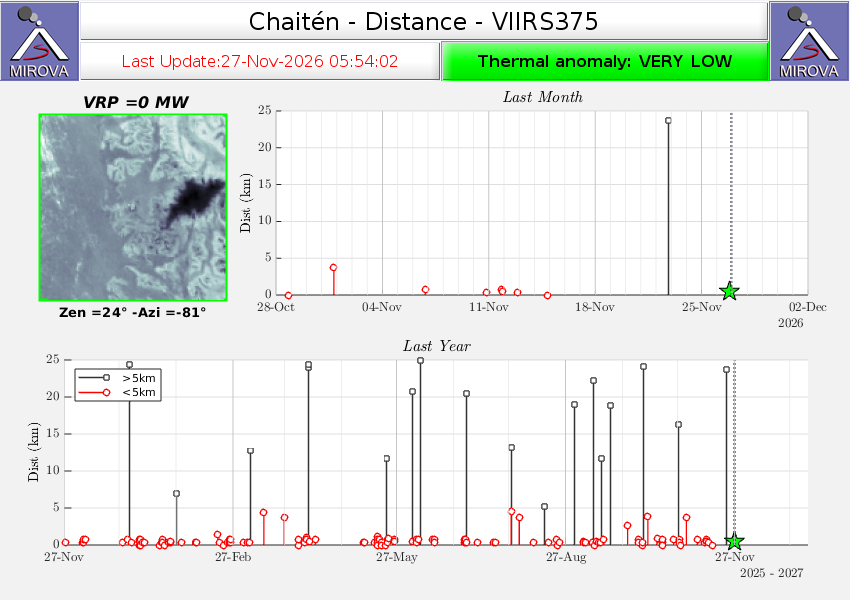 Chaitén - Distance - VIIRS375
MIROVA
Last Update:27-Nov-2026 05:54:02
Thermal anomaly: VERY LOW
MIROVA
VRP =0 MW
Zen =24° -Azi =-81°
Last Month
Dist (km)
25
20
15
10
5
0
28-Oct
04-Nov
11-Nov
18-Nov
25-Nov
02-Dec
2026
Last Year
Dist (km)
25
20
15
10
5
0
>5km
<5km
27-Nov
27-Feb
27-May
27-Aug
27-Nov
2025 - 2027